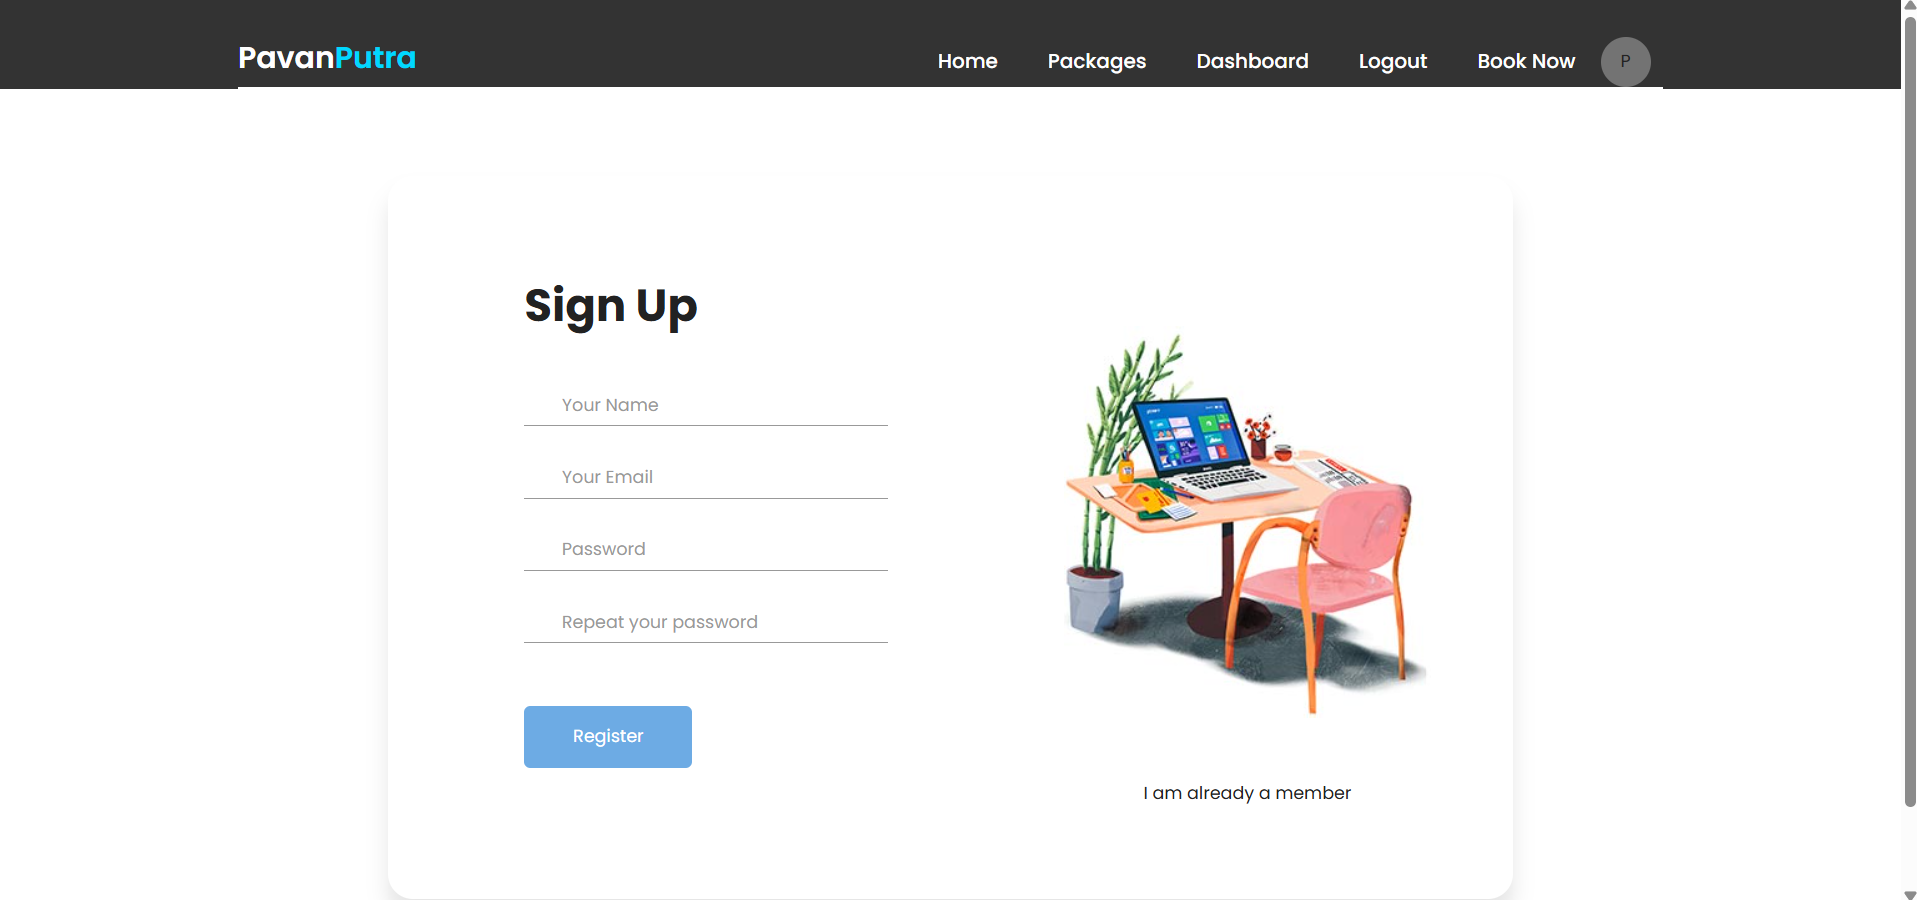 PavanPutra
Home Packages Dashboard Logout Book Now P
Sign Up
Your Name
Your Email
Password
Repeat your password
Register
I am already a member